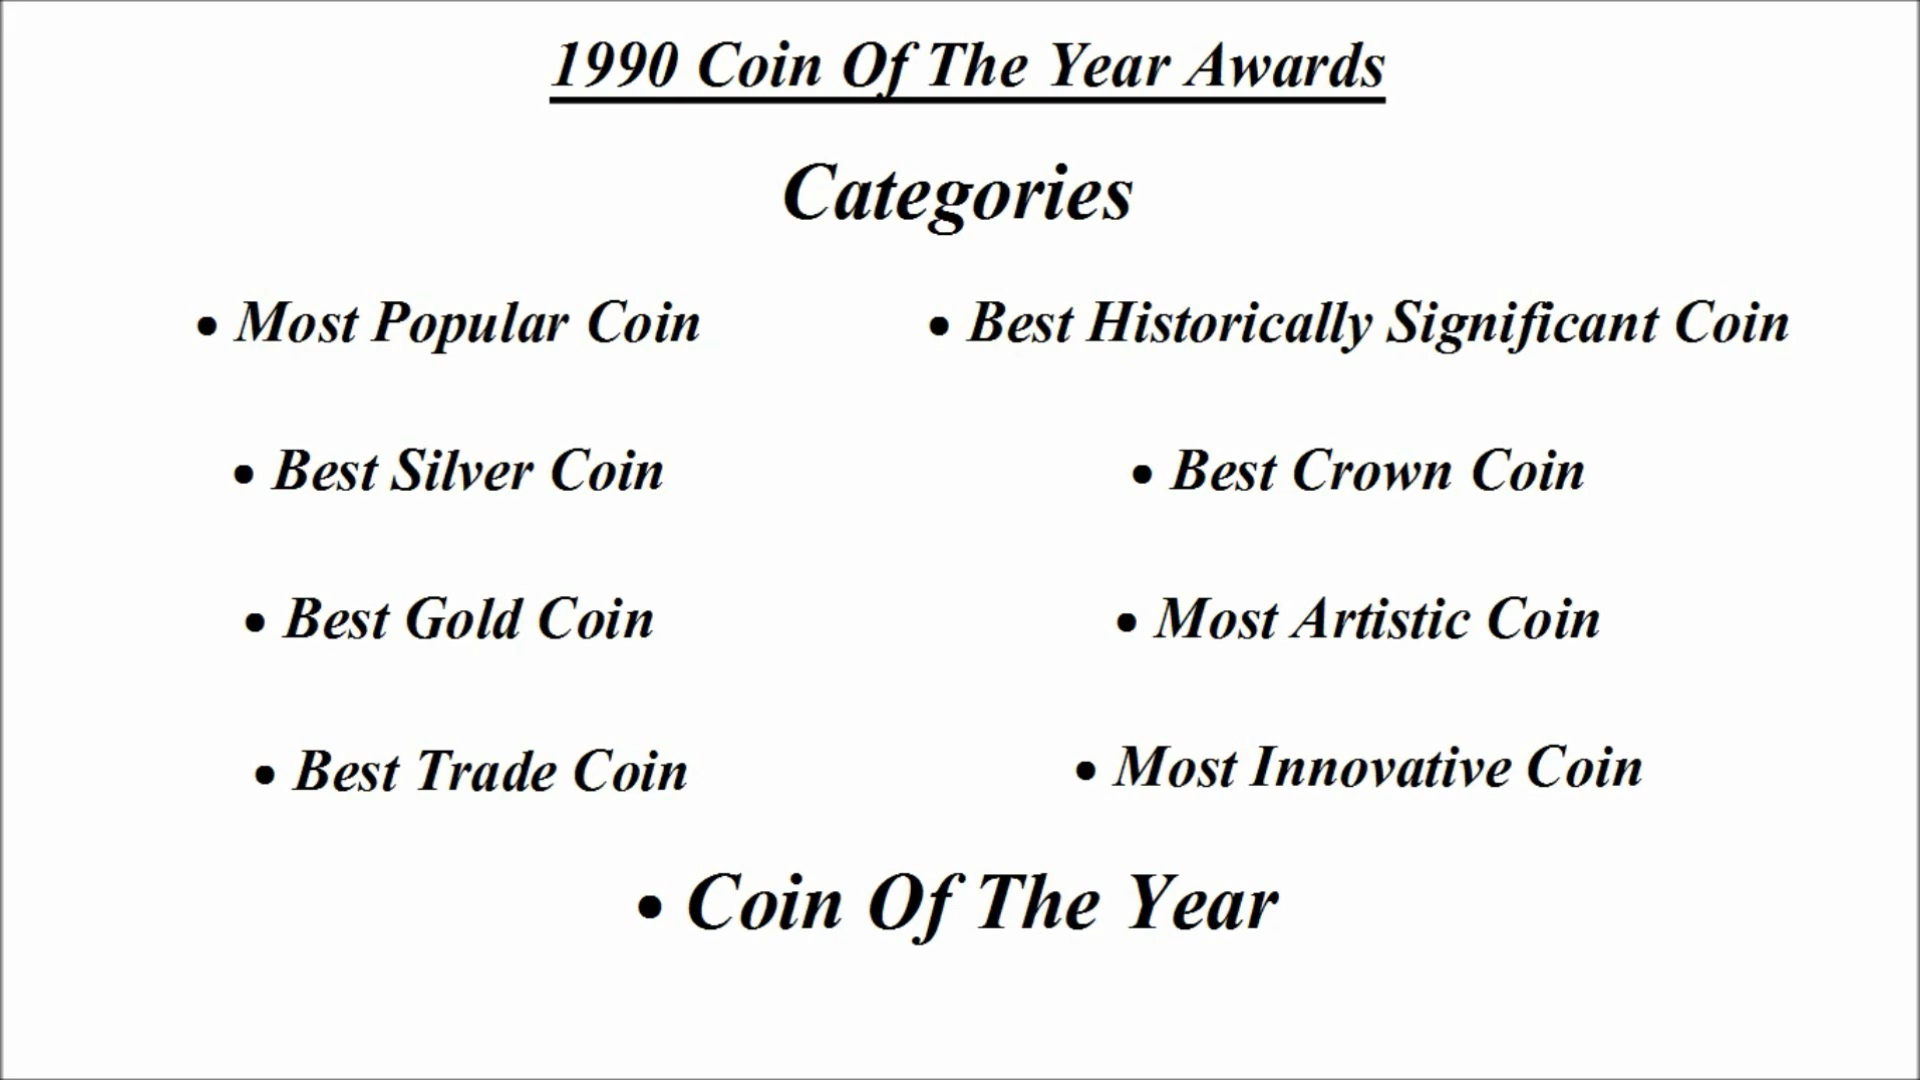 1990 Coin Of The Year Awards
Categories
• Most Popular Coin
• Best Historically Significant Coin
• Best Silver Coin
• Best Crown Coin
• Best Gold Coin
• Most Artistic Coin
• Best Trade Coin
• Most Innovative Coin
• Coin Of The Year